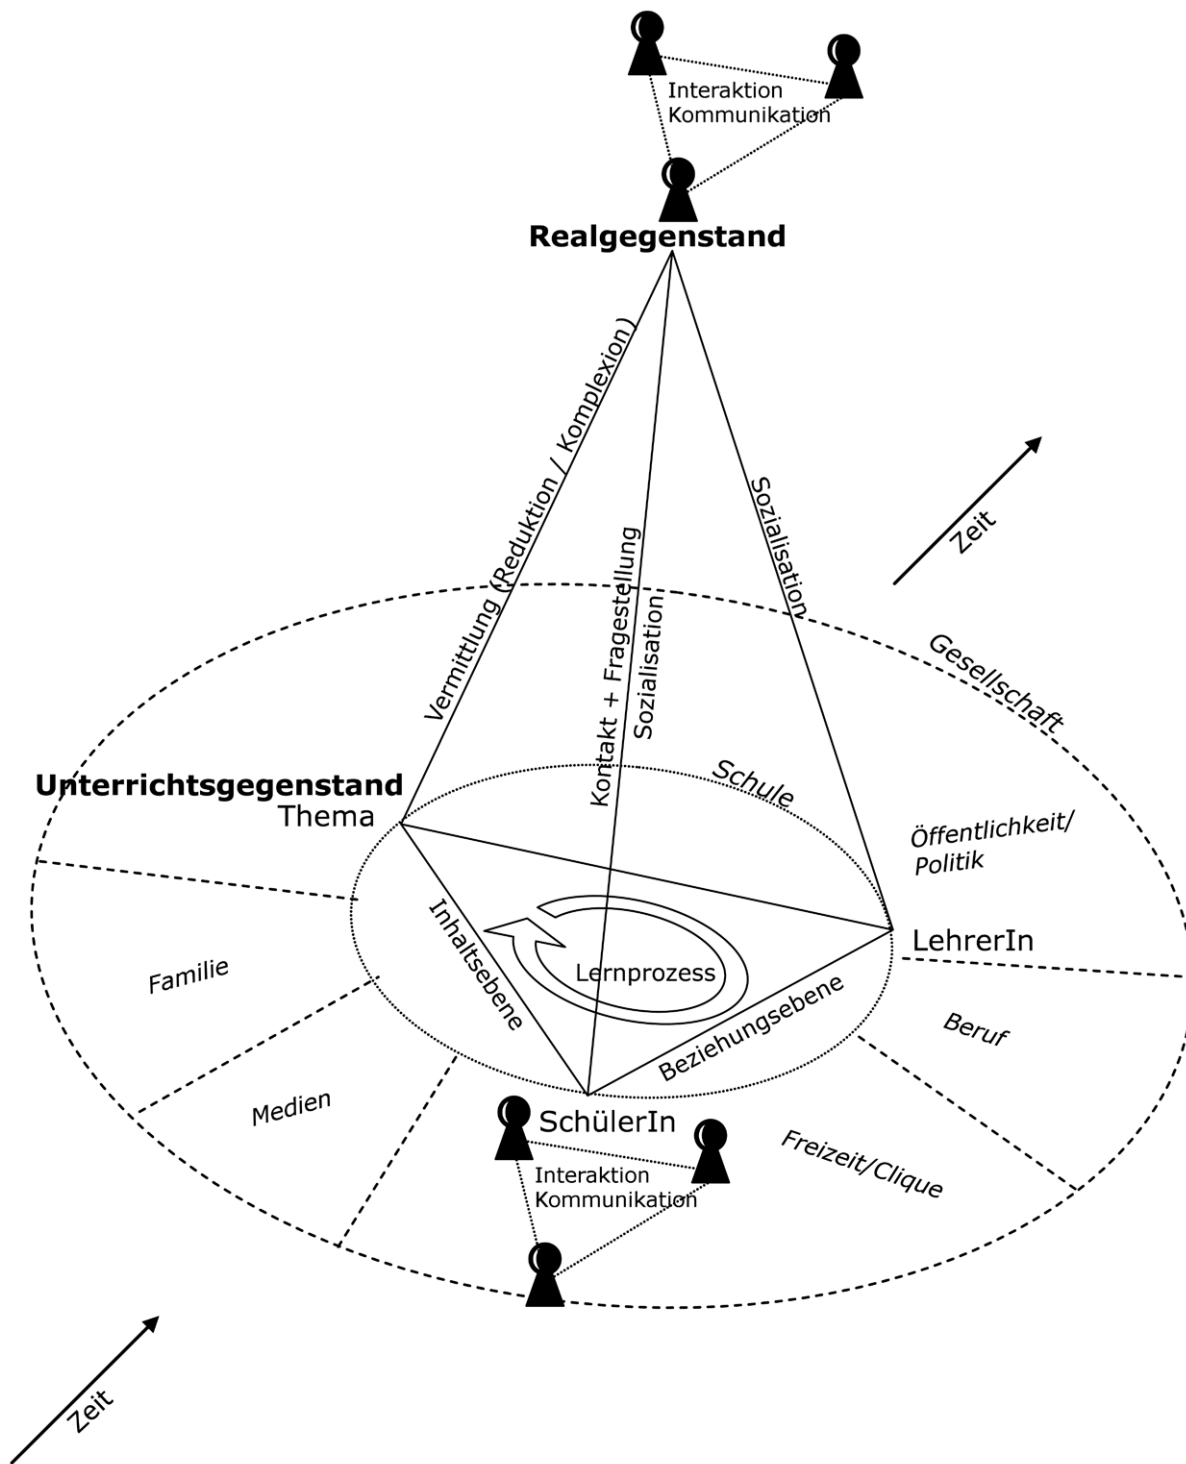 Interaktion
Kommunikation
Realgegenstand
Vermittlung (Reduktion / Komplexion)
Kontakt + Fragestellung
Sozialisation
Sozialisation
Zeit
Gesellschaft
Schule
Unterrichtsgegenstand
Thema
Öffentlichkeit/
Politik
LehrerIn
Inhaltsebene
Lernprozess
Beziehungsebene
Familie
Beruf
Medien
SchülerIn
Freizeit/Clique
Interaktion
Kommunikation
Zeit